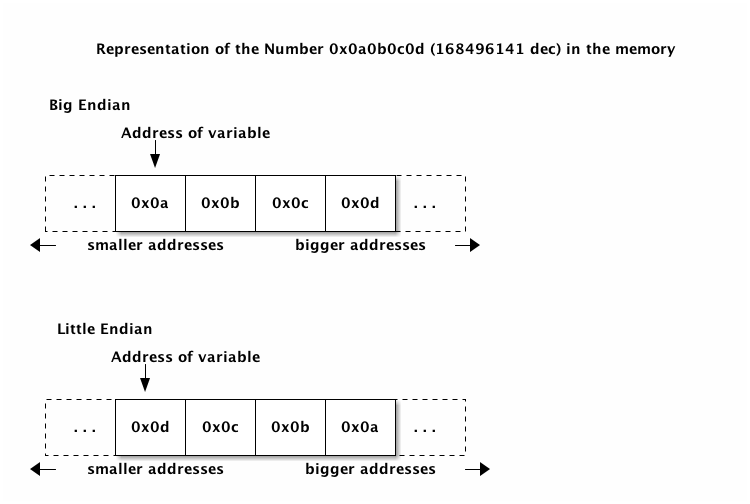 Representation of the Number 0x0a0b0c0d (168496141 dec) in the memory
Big Endian
Address of variable
... 0x0a 0x0b 0x0c 0x0d ...
smaller addresses bigger addresses
Little Endian
Address of variable
... 0x0d 0x0c 0x0b 0x0a ...
smaller addresses bigger addresses